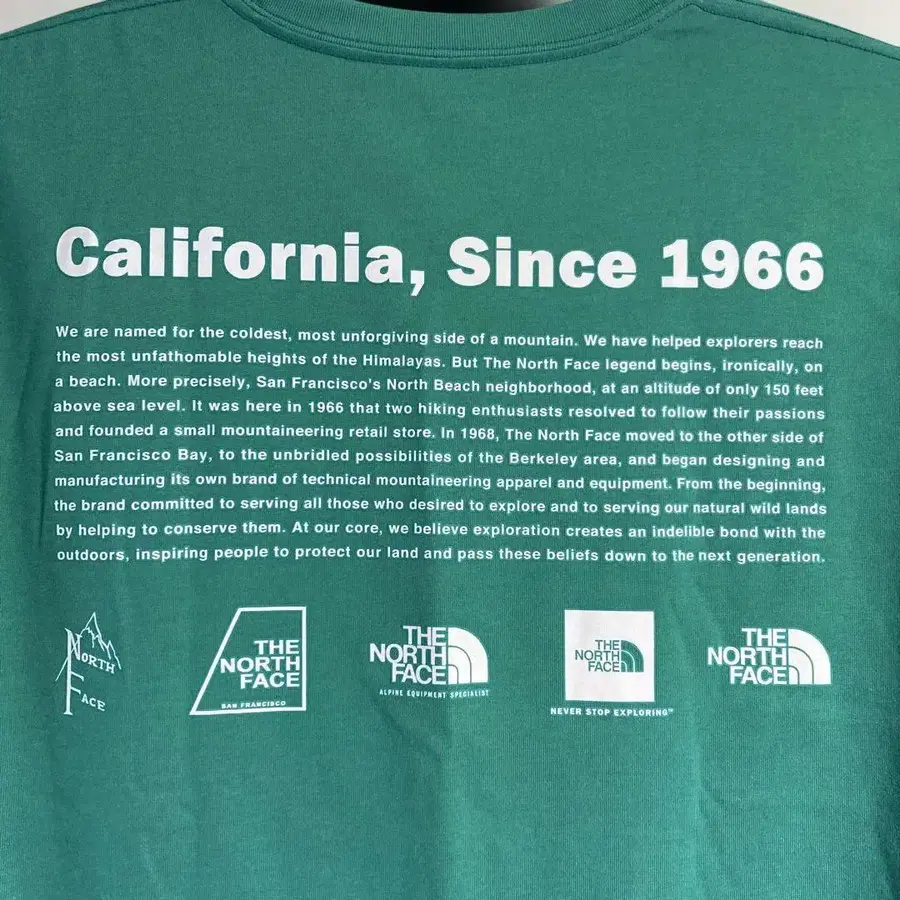 California, Since 1966
We are named for the coldest, most unforgiving side of a mountain. We have helped explorers reach
the most unfathomable heights of the Himalayas. But The North Face legend begins, ironically, on
a beach. More precisely, San Francisco's North Beach neighborhood, at an altitude of only 150 feet
above sea level. It was here in 1966 that two hiking enthusiasts resolved to follow their passions
and founded a small mountaineering retail store. In 1968, The North Face moved to the other side of
San Francisco Bay, to the unbridled possibilities of the Berkeley area, and began designing and
manufacturing its own brand of technical mountaineering apparel and equipment. From the beginning,
the brand committed to serving all those who desired to explore and to serving our natural wild lands
by helping to conserve them. At our core, we believe exploration creates an indelible bond with the
outdoors, inspiring people to protect our land and pass these beliefs down to the next generation.
North
Face
THE
NORTH
FACE
SAN FRANCISCO
THE
NORTH
FACE
ALPINE EQUIPMENT SPECIALIST
THE
NORTH
FACE
NEVER STOP EXPLORING™
THE
NORTH
FACE